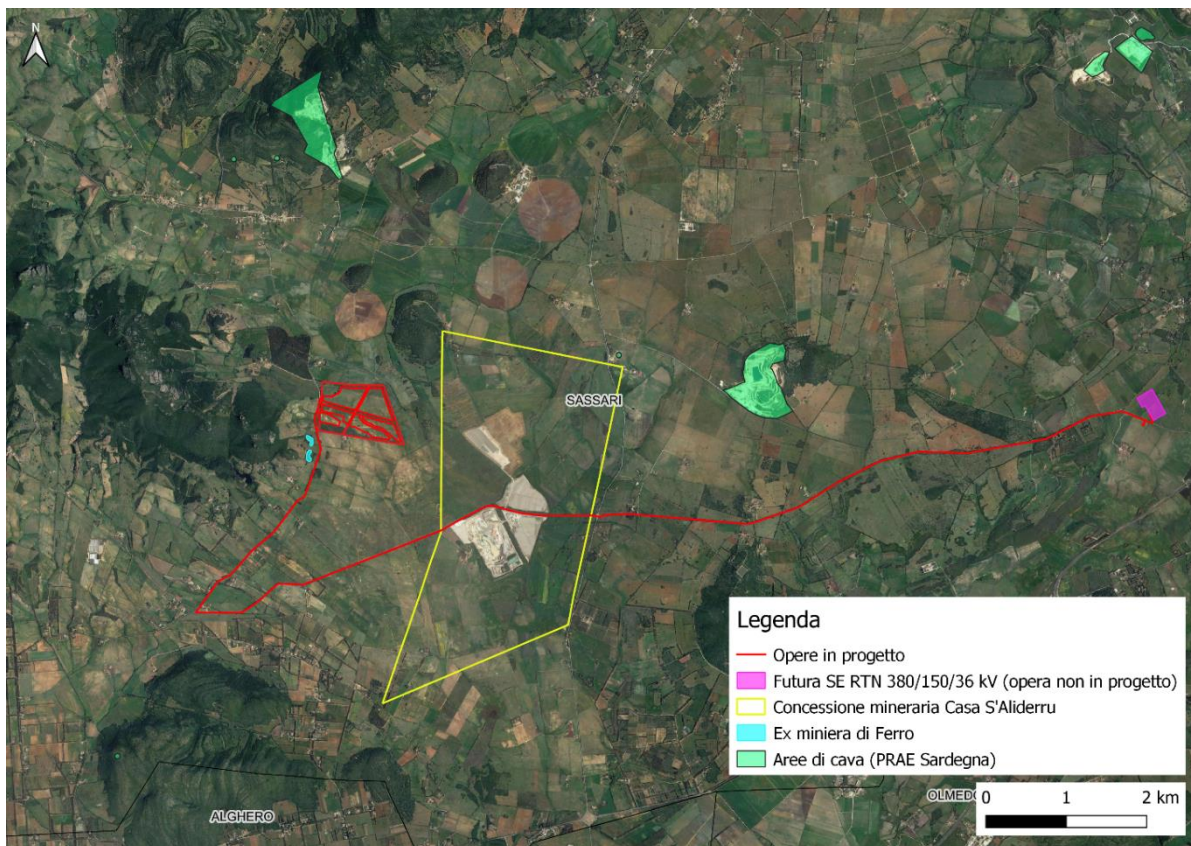 N
SASSARI
Legenda
Opere in progetto
Futura SE RTN 380/150/36 kV (opera non in progetto)
Concessione mineraria Casa S'Aliderru
Ex miniera di Ferro
Aree di cava (PRAE Sardegna)
OLMEDO
0 1 2 km
ALGHERO